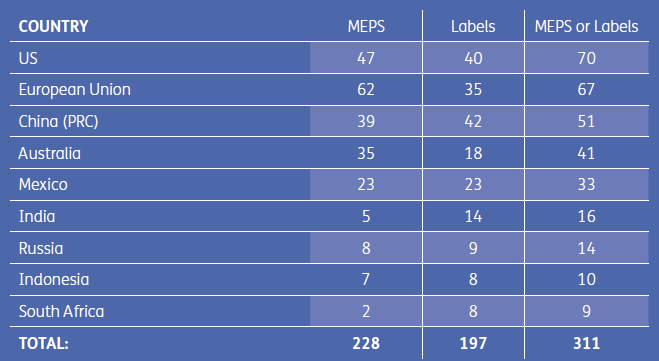 COUNTRY MEPS Labels MEPS or Labels
US 47 40 70
European Union 62 35 67
China (PRC) 39 42 51
Australia 35 18 41
Mexico 23 23 33
India 5 14 16
Russia 8 9 14
Indonesia 7 8 10
South Africa 2 8 9
TOTAL: 228 197 311